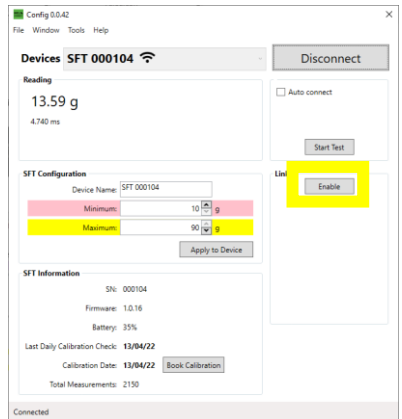 Config 0.0.42
File Window Tools Help
Devices SFT 000104
Disconnect
Reading
13.59 g
4.740 ms
Auto connect
Start Test
SFT Configuration
Device Name: SFT 000104
Minimum: 10 g
Maximum: 90 g
Apply to Device
Enable
SFT Information
SN: 000104
Firmware: 1.0.16
Battery: 35%
Last Daily Calibration Check: 13/04/22
Calibration Date: 13/04/22 Book Calibration
Total Measurements: 2150
Connected